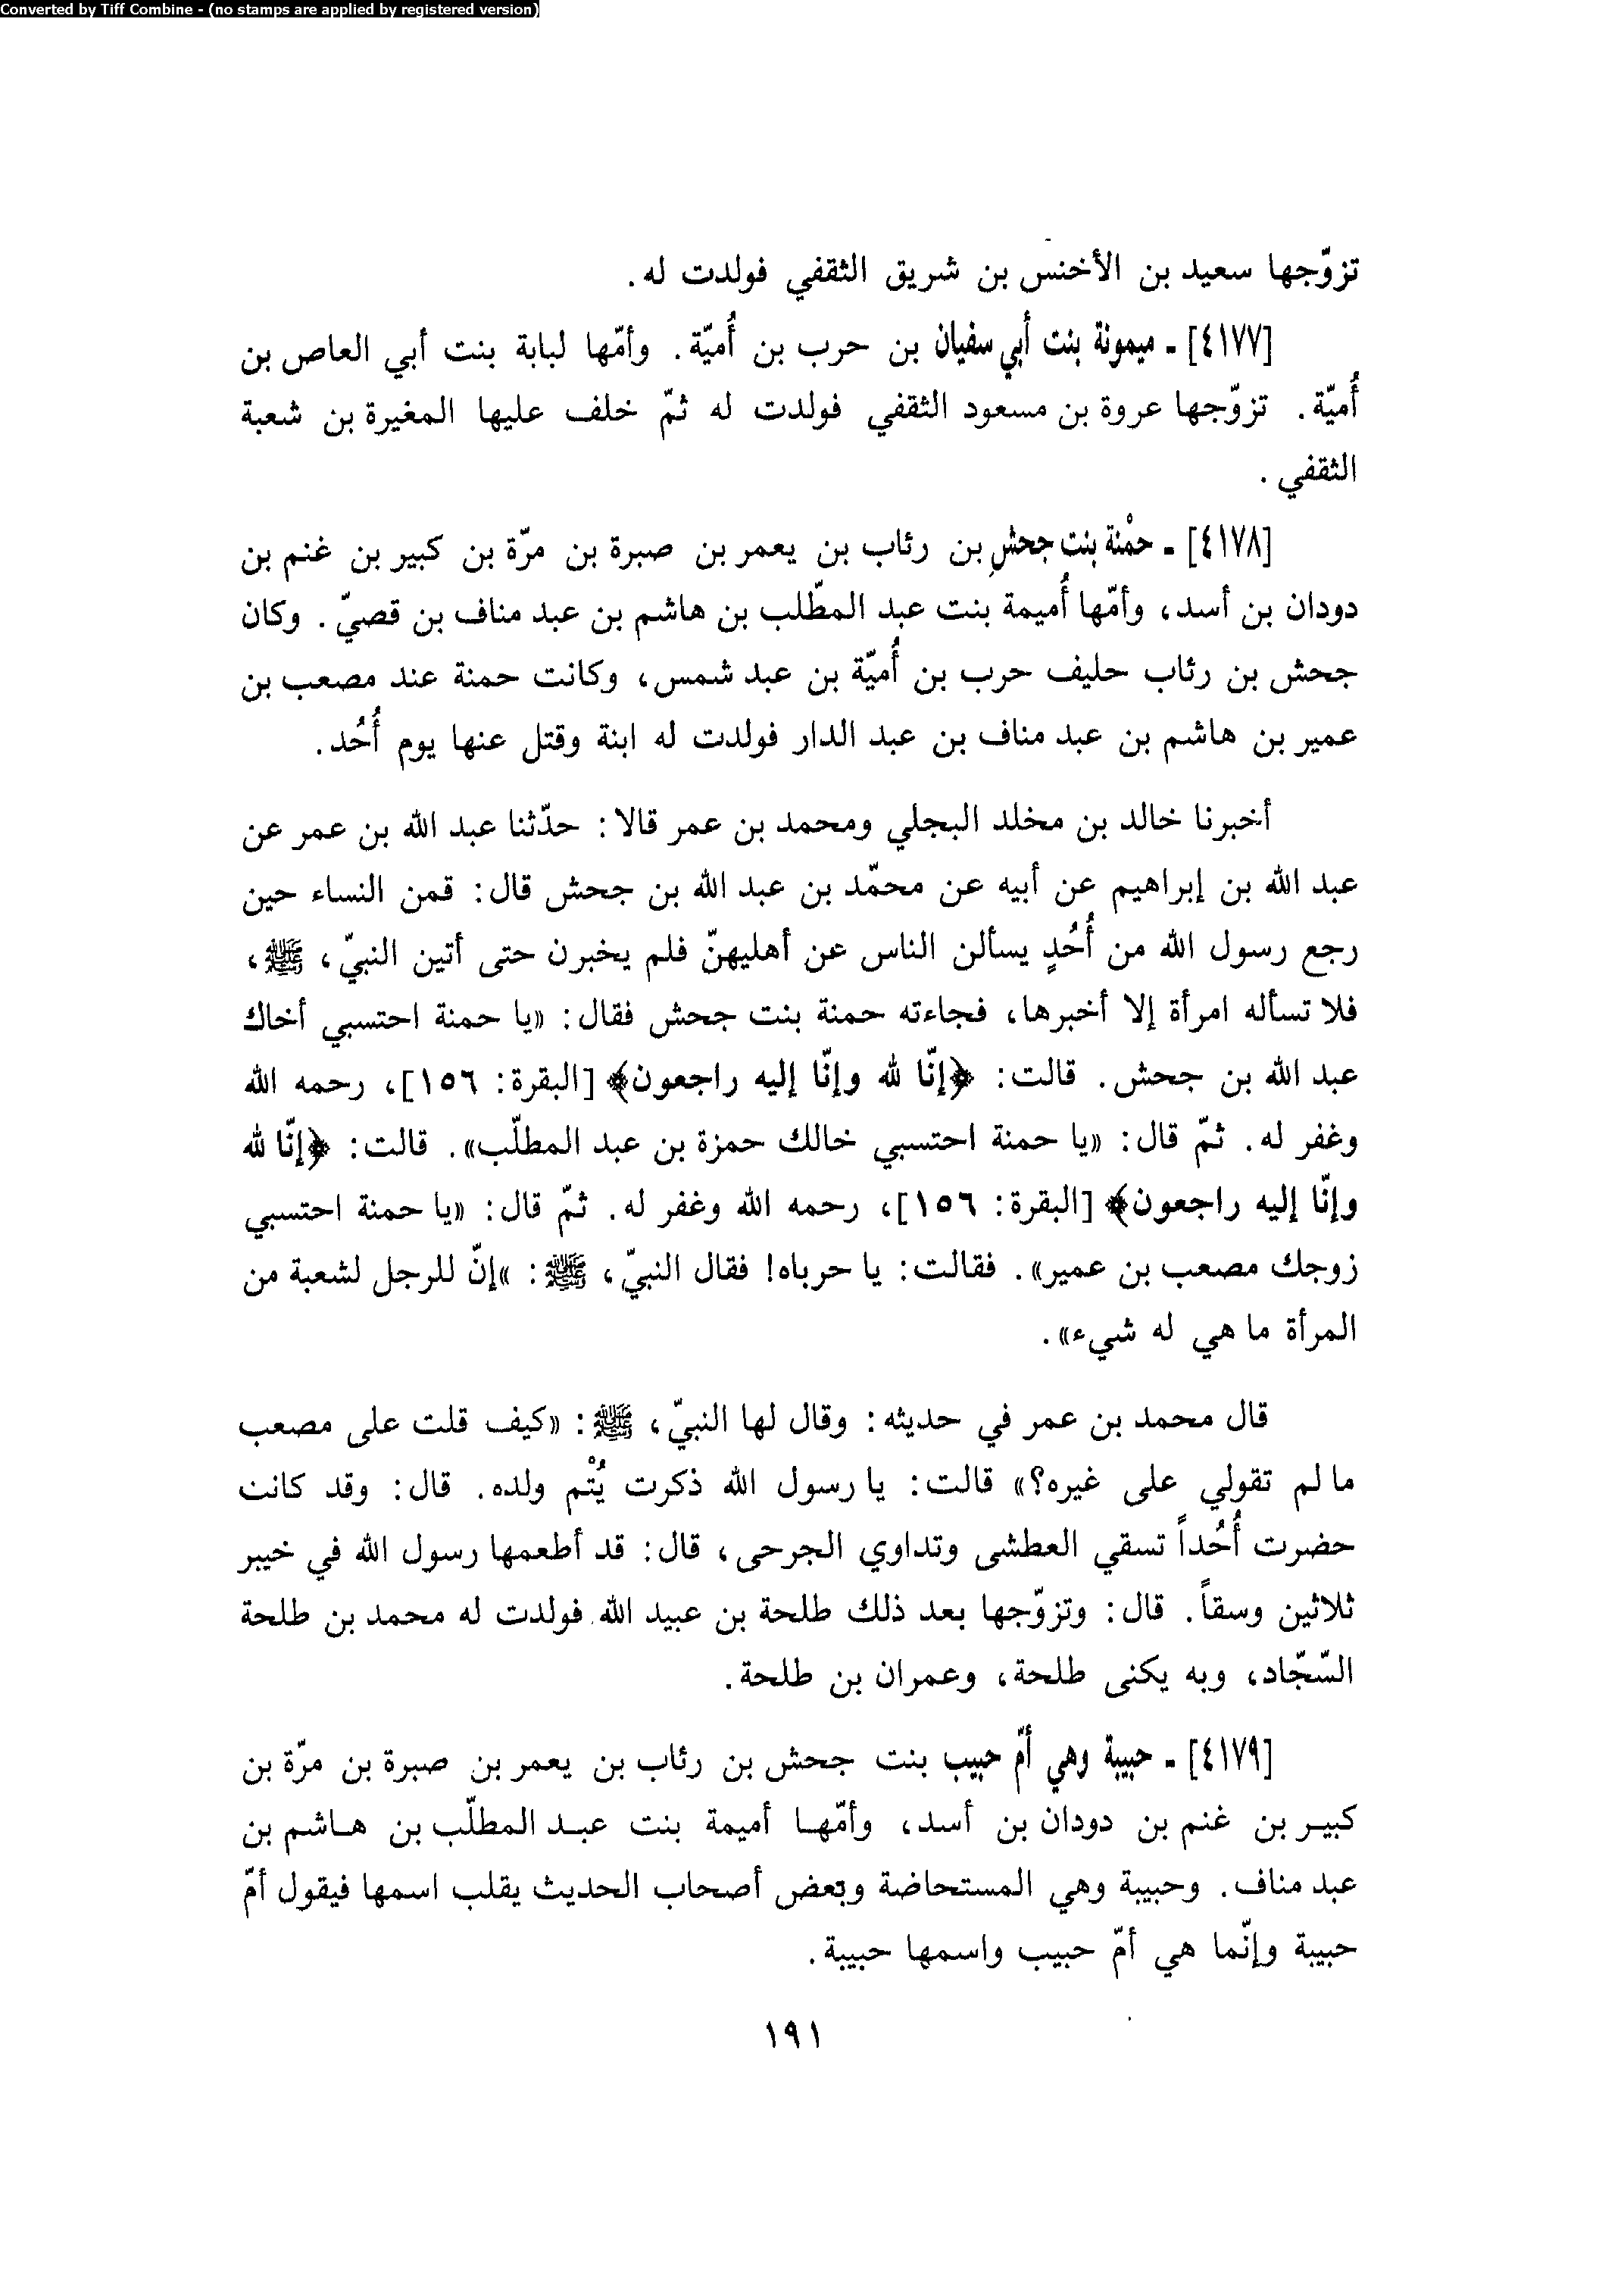 Converted by Tiff Combine - (no stamps are applied by registered version)
تزوّجها سعيد بن الأخنس بن شريق الثقفي فولدت له.
[٤١٧٧] ـ ميمونة بنت أبي سفيان بن حرب بن أُميّة. وأمّها لبابة بنت أبي العاص بن
أُميّة. تزوّجها عروة بن مسعود الثقفي فولدت له ثمّ خلف عليها المغيرة بن شعبة
الثقفي.
[٤١٧٨] ـ حمْنة بنت جحشِ بن رئاب بن يعمر بن صبرة بن مرّة بن كبير بن غنم بن
دودان بن أسد، وأمّها أُميمة بنت عبد المطّلب بن هاشم بن عبد مناف بن قصيّ. وكان
جحش بن رئاب حليف حرب بن أُميّة بن عبد شمس، وكانت حمنة عند مصعب بن
عمير بن هاشم بن عبد مناف بن عبد الدار فولدت له ابنة وقتل عنها يوم أُحُد.
أخبرنا خالد بن مخلد البجلي ومحمد بن عمر قالا: حدّثنا عبد الله بن عمر عن
عبد الله بن إبراهيم عن أبيه عن محمّد بن عبد الله بن جحش قال: قمن النساء حين
رجع رسول الله من أُحُدٍ يسألن الناس عن أهليهنّ فلم يخبرن حتى أتين النبيّ، ﷺ،
فلا تسأله امرأة إلا أخبرها، فجاءته حمنة بنت جحش فقال: «يا حمنة احتسبي أخاك
عبد الله بن جحش. قالت: ﴿إنّا لله وإنّا إليه راجعون﴾ [البقرة: ١٥٦]، رحمه الله
وغفر له. ثمّ قال: «يا حمنة احتسبي خالك حمزة بن عبد المطلّب». قالت: ﴿إنّا لله
وإنّا إليه راجعون﴾ [البقرة: ١٥٦]، رحمه الله وغفر له. ثمّ قال: «يا حمنة احتسبي
زوجك مصعب بن عمير». فقالت: يا حرباه! فقال النبيّ، ﷺ: »إنّ للرجل لشعبة من
المرأة ما هي له شيء».
قال محمد بن عمر في حديثه: وقال لها النبيّ، ﷺ: «كيف قلت على مصعب
ما لم تقولي على غيره؟» قالت: يا رسول الله ذكرت يُتْم ولده. قال: وقد كانت
حضرت أُحُداً تسقي العطشى وتداوي الجرحى، قال: قد أطعمها رسول الله في خيبر
ثلاثين وسقاً. قال: وتزوّجها بعد ذلك طلحة بن عبيد الله فولدت له محمد بن طلحة
السّجّاد، وبه يكنى طلحة، وعمران بن طلحة.
[٤١٧٩] ـ حبيبة وهي أمّ حبيب بنت جحش بن رئاب بن يعمر بن صبرة بن مرّة بن
كبير بن غنم بن دودان بن أسد، وأمّها أميمة بنت عبد المطلّب بن هاشم بن
عبد مناف. وحبيبة وهي المستحاضة وبعض أصحاب الحديث يقلب اسمها فيقول أمّ
حبيبة وإنّما هي أمّ حبيب واسمها حبيبة.
١٩١